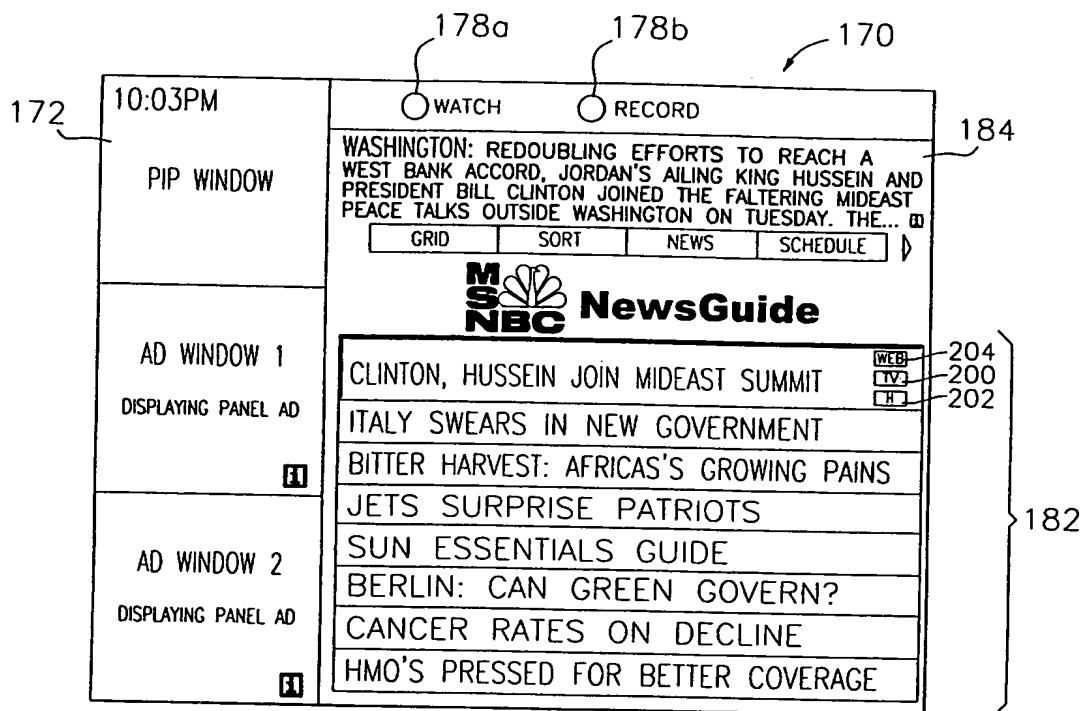 178a
178b
170
172
10:03PM
PIP WINDOW
WATCH
RECORD
184
WASHINGTON: REDOUBLING EFFORTS TO REACH A
WEST BANK ACCORD, JORDAN'S AILING KING HUSSEIN AND
PRESIDENT BILL CLINTON JOINED THE FALTERING MIDEAST
PEACE TALKS OUTSIDE WASHINGTON ON TUESDAY. THE... i
GRID
SORT
NEWS
SCHEDULE
MSNBC NewsGuide
AD WINDOW 1
DISPLAYING PANEL AD
i
CLINTON, HUSSEIN JOIN MIDEAST SUMMIT
WEB
TV
H
204
200
202
ITALY SWEARS IN NEW GOVERNMENT
BITTER HARVEST: AFRICAS'S GROWING PAINS
JETS SURPRISE PATRIOTS
SUN ESSENTIALS GUIDE
BERLIN: CAN GREEN GOVERN?
CANCER RATES ON DECLINE
HMO'S PRESSED FOR BETTER COVERAGE
182
AD WINDOW 2
DISPLAYING PANEL AD
i